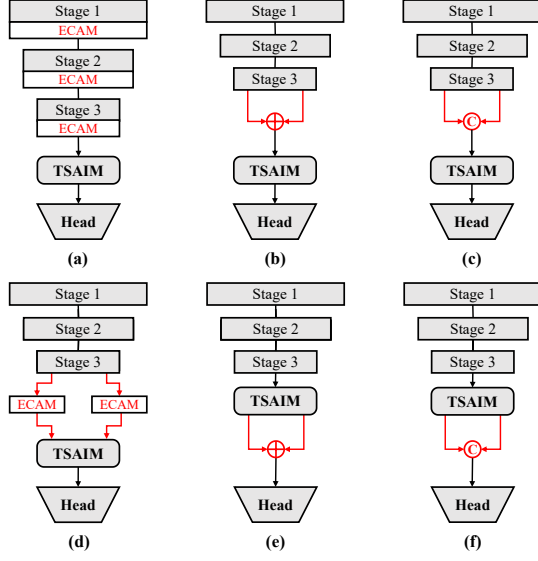 Stage 1
ECAM
Stage 2
ECAM
Stage 3
ECAM
TSAIM
Head
(a)
Stage 1
Stage 2
Stage 3
TSAIM
Head
(b)
Stage 1
Stage 2
Stage 3
C
TSAIM
Head
(c)
Stage 1
Stage 2
Stage 3
ECAM ECAM
TSAIM
Head
(d)
Stage 1
Stage 2
Stage 3
TSAIM
Head
(e)
Stage 1
Stage 2
Stage 3
TSAIM
C
Head
(f)